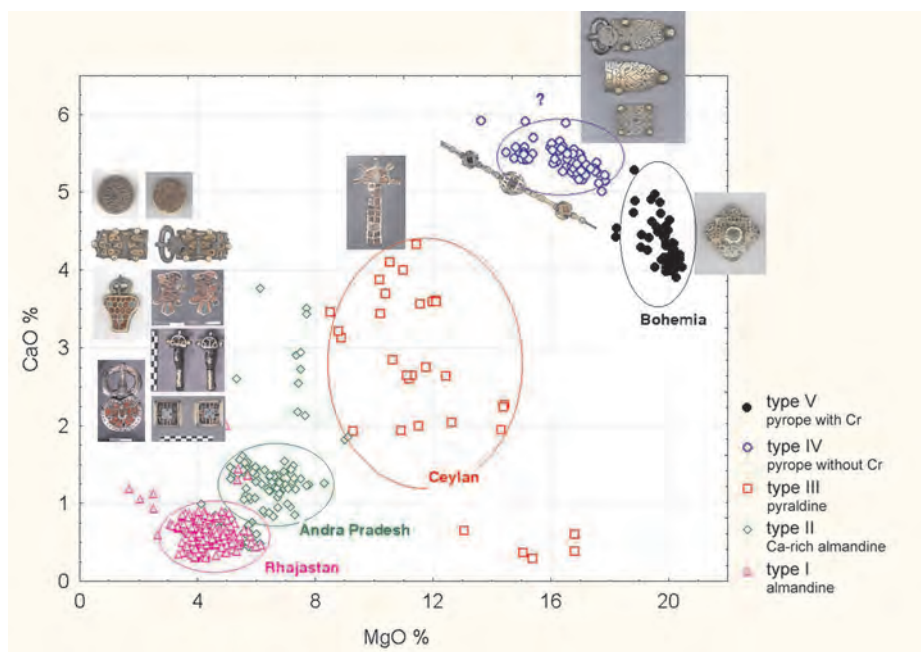 CaO %
6
5
4
3
2
1
0
?
Bohemia
Ceylan
Andra Pradesh
Rhajastan
0
4
8
12
16
20
MgO %
type V
pyrope with Cr
type IV
pyrope without Cr
type III
pyraldine
type II
Ca-rich almandine
type I
almandine